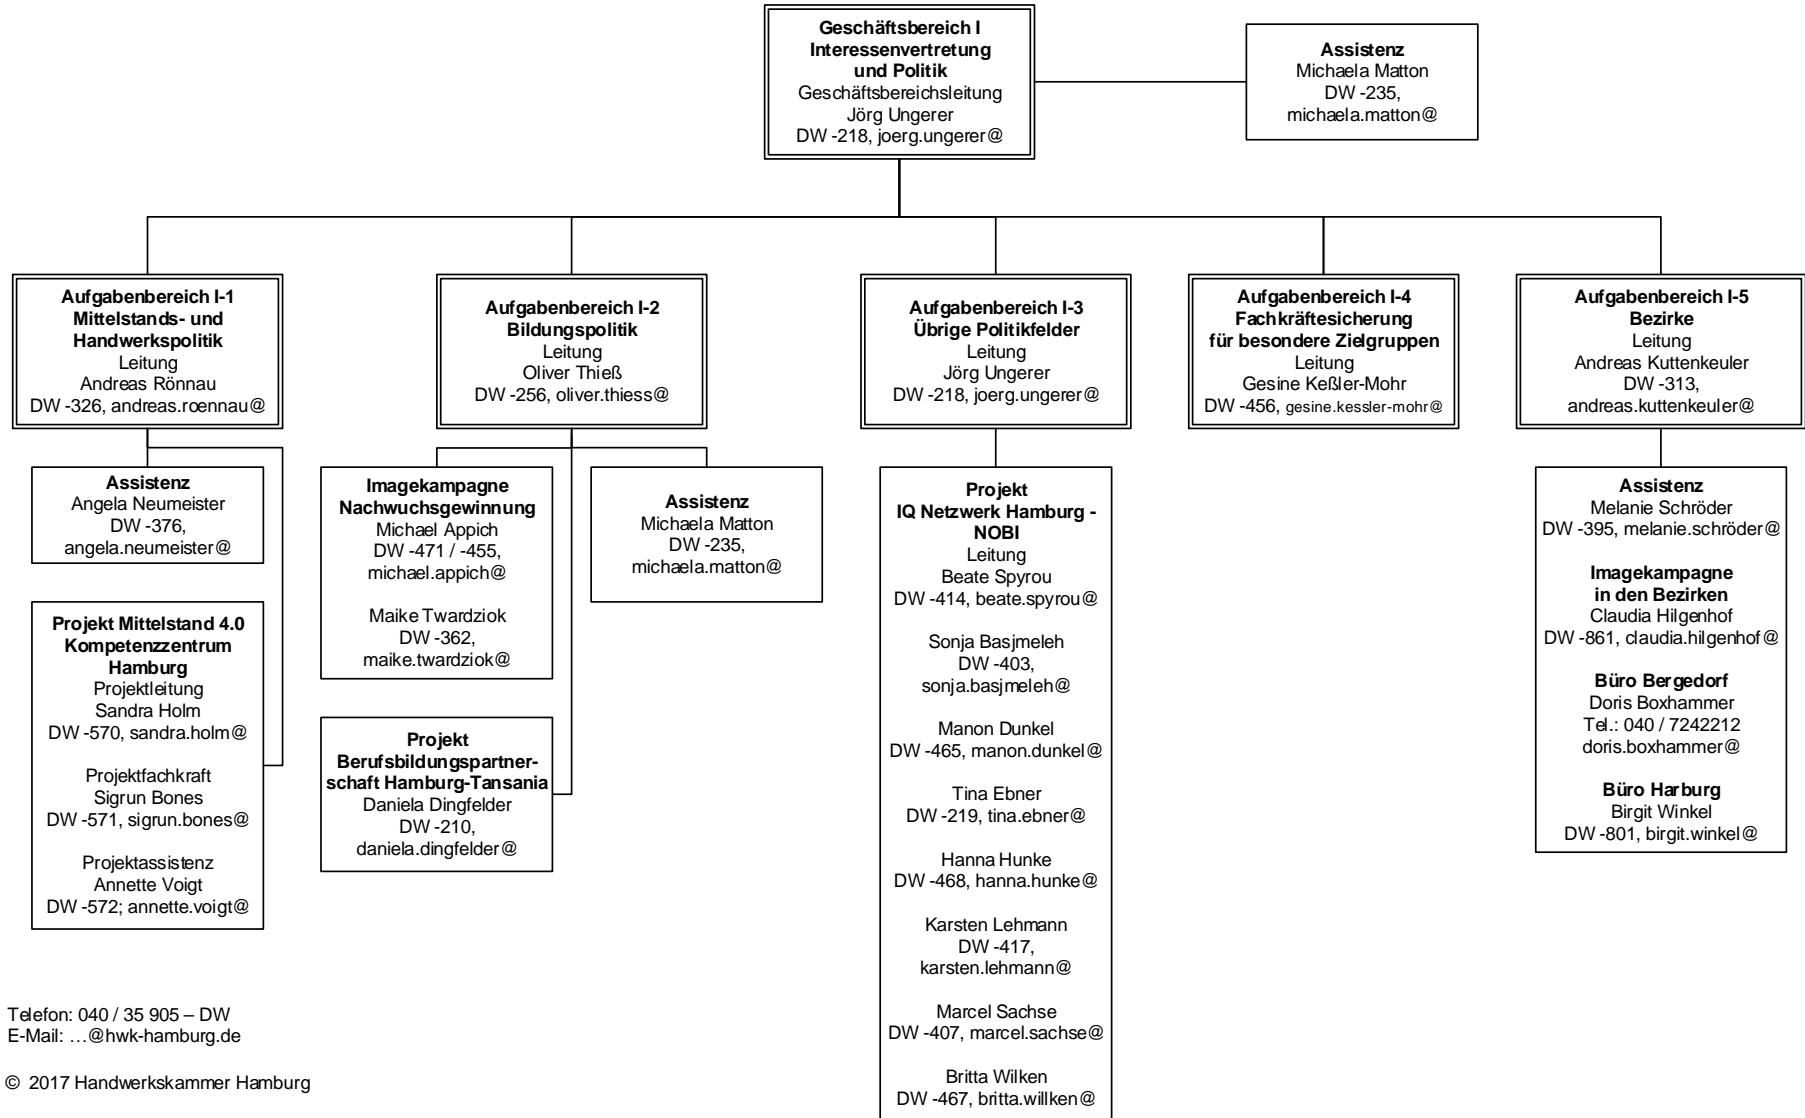 Geschäftsbereich I
Interessenvertretung
und Politik
Geschäftsbereichsleitung
Jörg Ungerer
DW -218, joerg.ungerer@
Assistenz
Michaela Matton
DW -235,
michaela.matton@
Aufgabenbereich I-1
Mittelstands- und
Handwerkspolitik
Leitung
Andreas Rönnau
DW -326, andreas.roennau@
Aufgabenbereich I-2
Bildungspolitik
Leitung
Oliver Thieß
DW -256, oliver.thiess@
Aufgabenbereich I-3
Übrige Politikfelder
Leitung
Jörg Ungerer
DW -218, joerg.ungerer@
Aufgabenbereich I-4
Fachkräftesicherung
für besondere Zielgruppen
Leitung
Gesine Keßler-Mohr
DW -456, gesine.kessler-mohr@
Aufgabenbereich I-5
Bezirke
Leitung
Andreas Kuttenkeuler
DW -313,
andreas.kuttenkeuler@
Assistenz
Angela Neumeister
DW -376,
angela.neumeister@
Projekt Mittelstand 4.0
Kompetenzzentrum
Hamburg
Projektleitung
Sandra Holm
DW -570, sandra.holm@
Projektfachkraft
Sigrun Bones
DW -571, sigrun.bones@
Projektassistenz
Annette Voigt
DW -572; annette.voigt@
Imagekampagne
Nachwuchsgewinnung
Michael Appich
DW -471 / -455,
michael.appich@
Maike Twardziok
DW -362,
maike.twardziok@
Assistenz
Michaela Matton
DW -235,
michaela.matton@
Projekt
Berufsbildungspartner-
schaft Hamburg-Tansania
Daniela Dingfelder
DW -210,
daniela.dingfelder@
Projekt
IQ Netzwerk Hamburg -
NOBI
Leitung
Beate Spyrou
DW -414, beate.spyrou@
Sonja Basjmeleh
DW -403,
sonja.basjmeleh@
Manon Dunkel
DW -465, manon.dunkel@
Tina Ebner
DW -219, tina.ebner@
Hanna Hunke
DW -468, hanna.hunke@
Karsten Lehmann
DW -417,
karsten.lehmann@
Marcel Sachse
DW -407, marcel.sachse@
Britta Wilken
DW -467, britta.willken@
Assistenz
Melanie Schröder
DW -395, melanie.schröder@
Imagekampagne
in den Bezirken
Claudia Hilgenhof
DW -861, claudia.hilgenhof@
Büro Bergedorf
Doris Boxhammer
Tel.: 040 / 7242212
doris.boxhammer@
Büro Harburg
Birgit Winkel
DW -801, birgit.winkel@
Telefon: 040 / 35 905 – DW
E-Mail: …@hwk-hamburg.de
© 2017 Handwerkskammer Hamburg